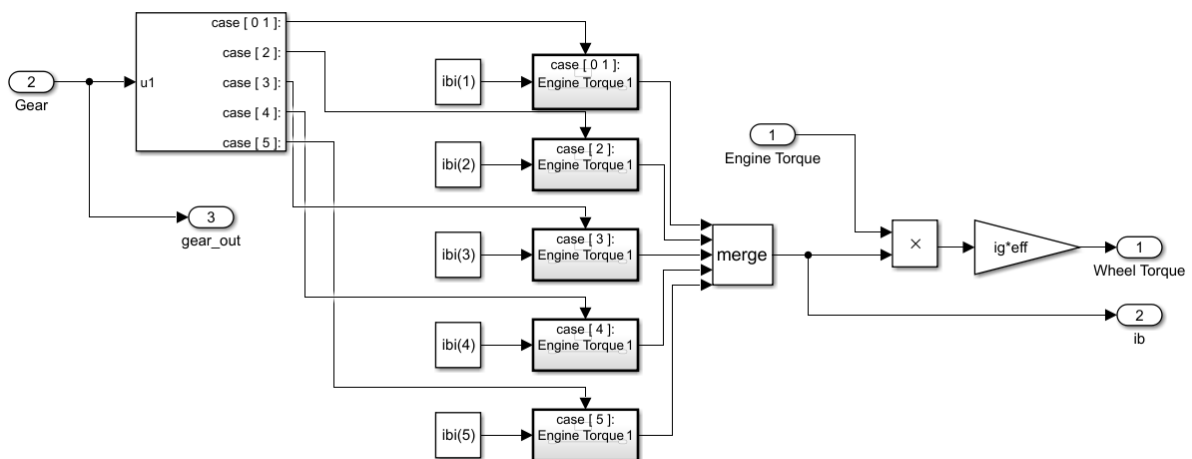 2
Gear
u1
case [ 0 1 ]:
case [ 2 ]:
case [ 3 ]:
case [ 4 ]:
case [ 5 ]:
3
gear_out
ibi(1)
case [ 0 1 ]:
Engine Torque 1
ibi(2)
case [ 2 ]:
Engine Torque 1
ibi(3)
case [ 3 ]:
Engine Torque 1
ibi(4)
case [ 4 ]:
Engine Torque 1
ibi(5)
case [ 5 ]:
Engine Torque 1
merge
1
Engine Torque
×
ig*eff
1
Wheel Torque
2
ib